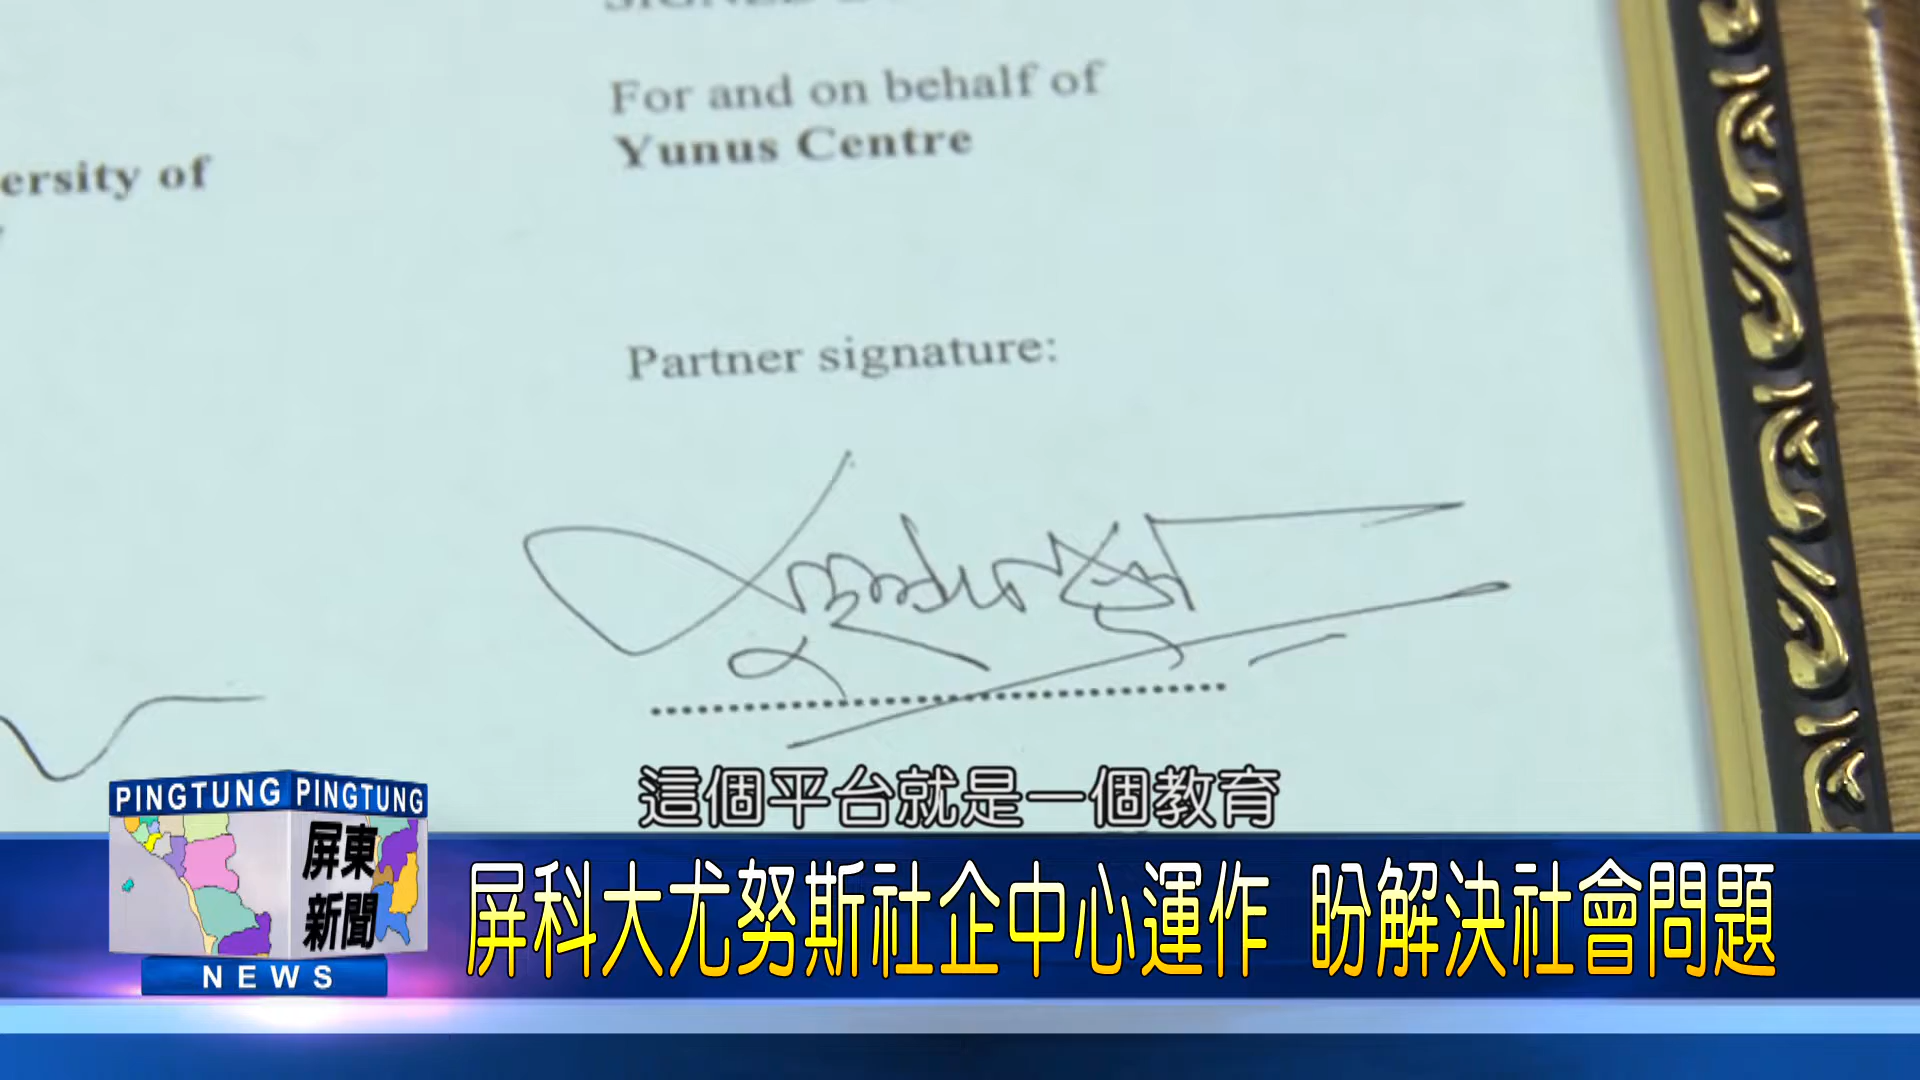 For and on behalf of
Yunus Centre
ersity of
Partner signature:
這個平台就是一個教育
PINGTUNG PINGTUNG
屏東
新聞
NEWS
屏科大尤努斯社企中心運作 盼解決社會問題